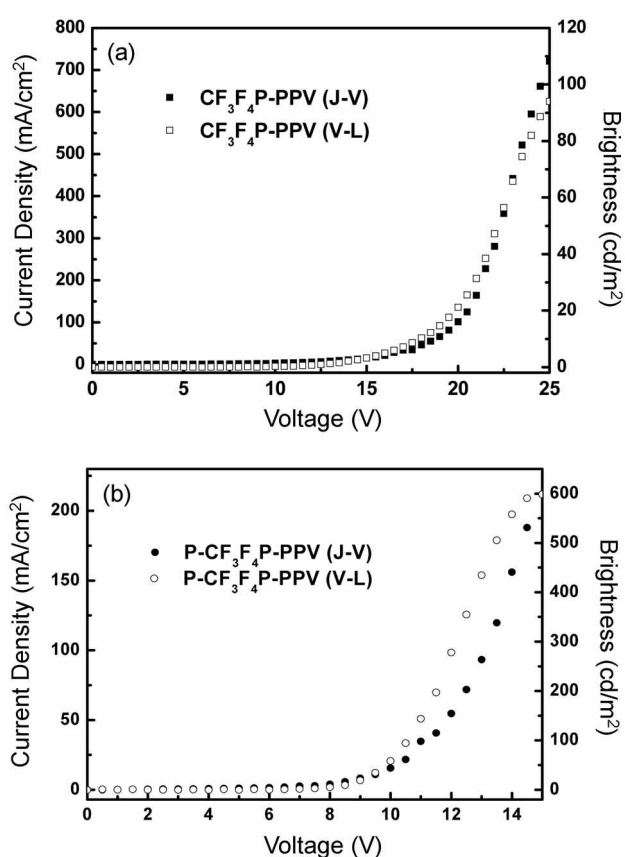 (a)
CF₃F₄P-PPV (J-V)
CF₃F₄P-PPV (V-L)
Current Density (mA/cm²)
800
700
600
500
400
300
200
100
0
Brightness (cd/m²)
120
100
80
60
40
20
0
0 5 10 15 20 25
Voltage (V)
(b)
P-CF₃F₄P-PPV (J-V)
P-CF₃F₄P-PPV (V-L)
Current Density (mA/cm²)
200
150
100
50
0
Brightness (cd/m²)
600
500
400
300
200
100
0
0 2 4 6 8 10 12 14
Voltage (V)